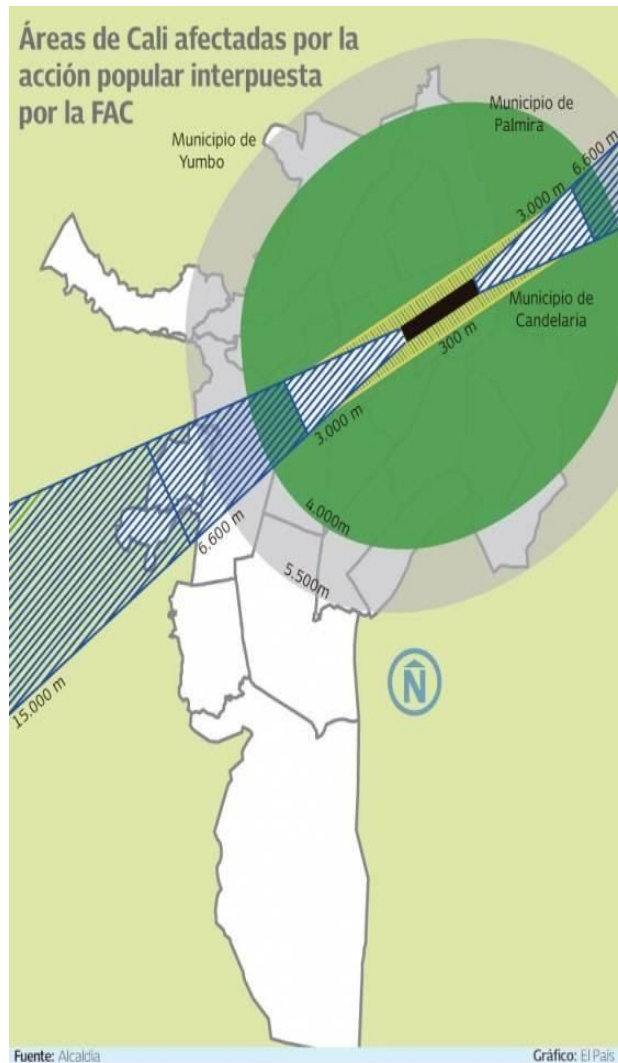 Áreas de Cali afectadas por la
acción popular interpuesta
por la FAC
Municipio de
Palmira
Municipio de
Yumbo
6.600 m
3.000 m
Municipio de
Candelaria
300 m
3.000 m
4.000m
6.600 m
5.500m
N
15.000 m
Fuente: Alcaldía
Gráfico: El País